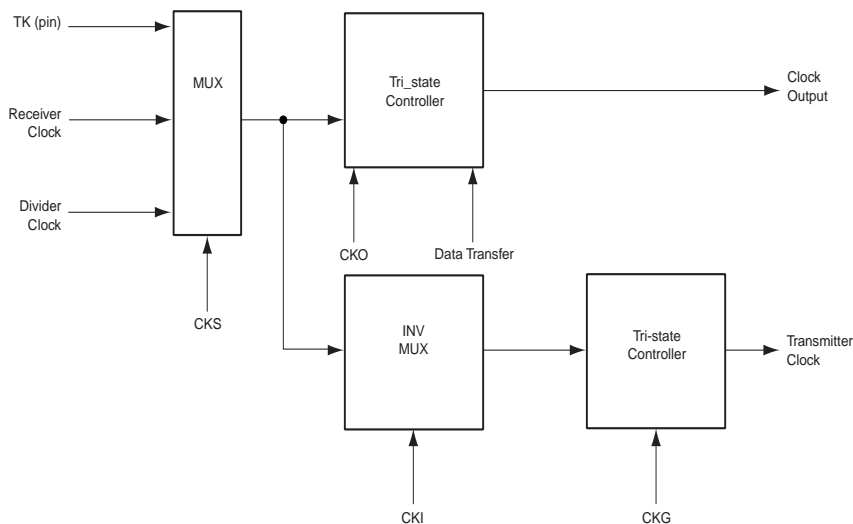 TK (pin)
MUX
Tri_state
Controller
Clock
Output
Receiver
Clock
Divider
Clock
CKO
Data Transfer
CKS
INV
MUX
Tri-state
Controller
Transmitter
Clock
CKI
CKG